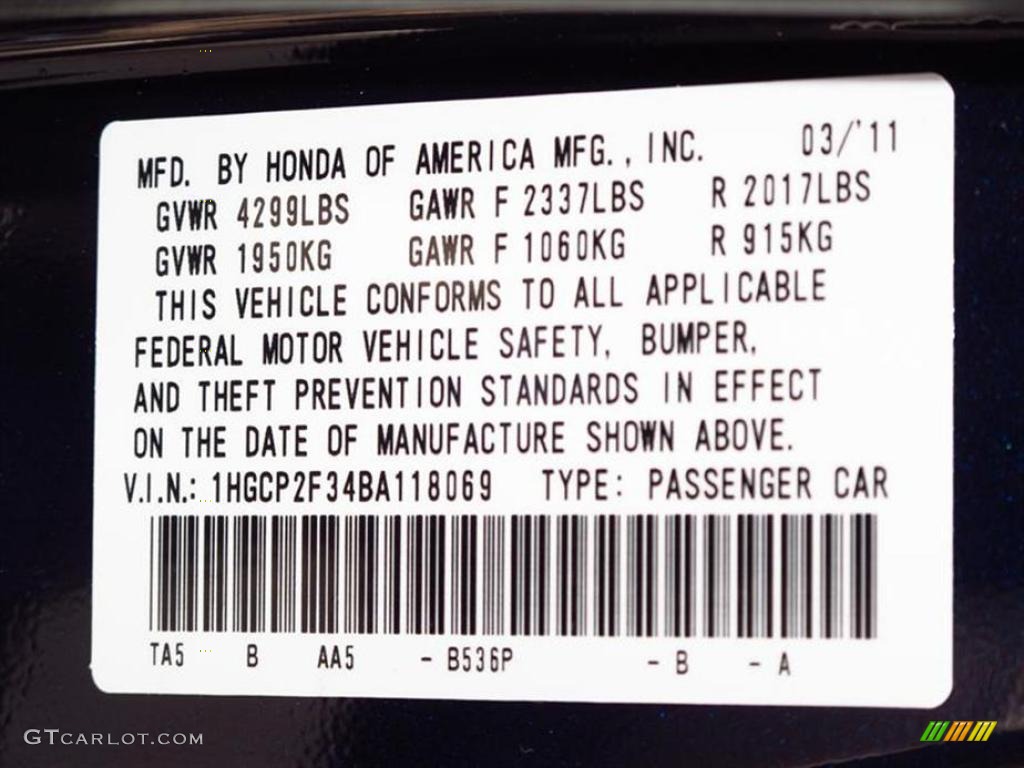 MFD. BY HONDA OF AMERICA MFG., INC. 03/'11
GVWR 4299LBS GAWR F 2337LBS R 2017LBS
GVWR 1950KG GAWR F 1060KG R 915KG
THIS VEHICLE CONFORMS TO ALL APPLICABLE
FEDERAL MOTOR VEHICLE SAFETY, BUMPER,
AND THEFT PREVENTION STANDARDS IN EFFECT
ON THE DATE OF MANUFACTURE SHOWN ABOVE.
V.I.N.: 1HGCP2F34BA118069 TYPE: PASSENGER CAR
TA5 B AA5 - B536P - B - A
GTCARLOT.COM